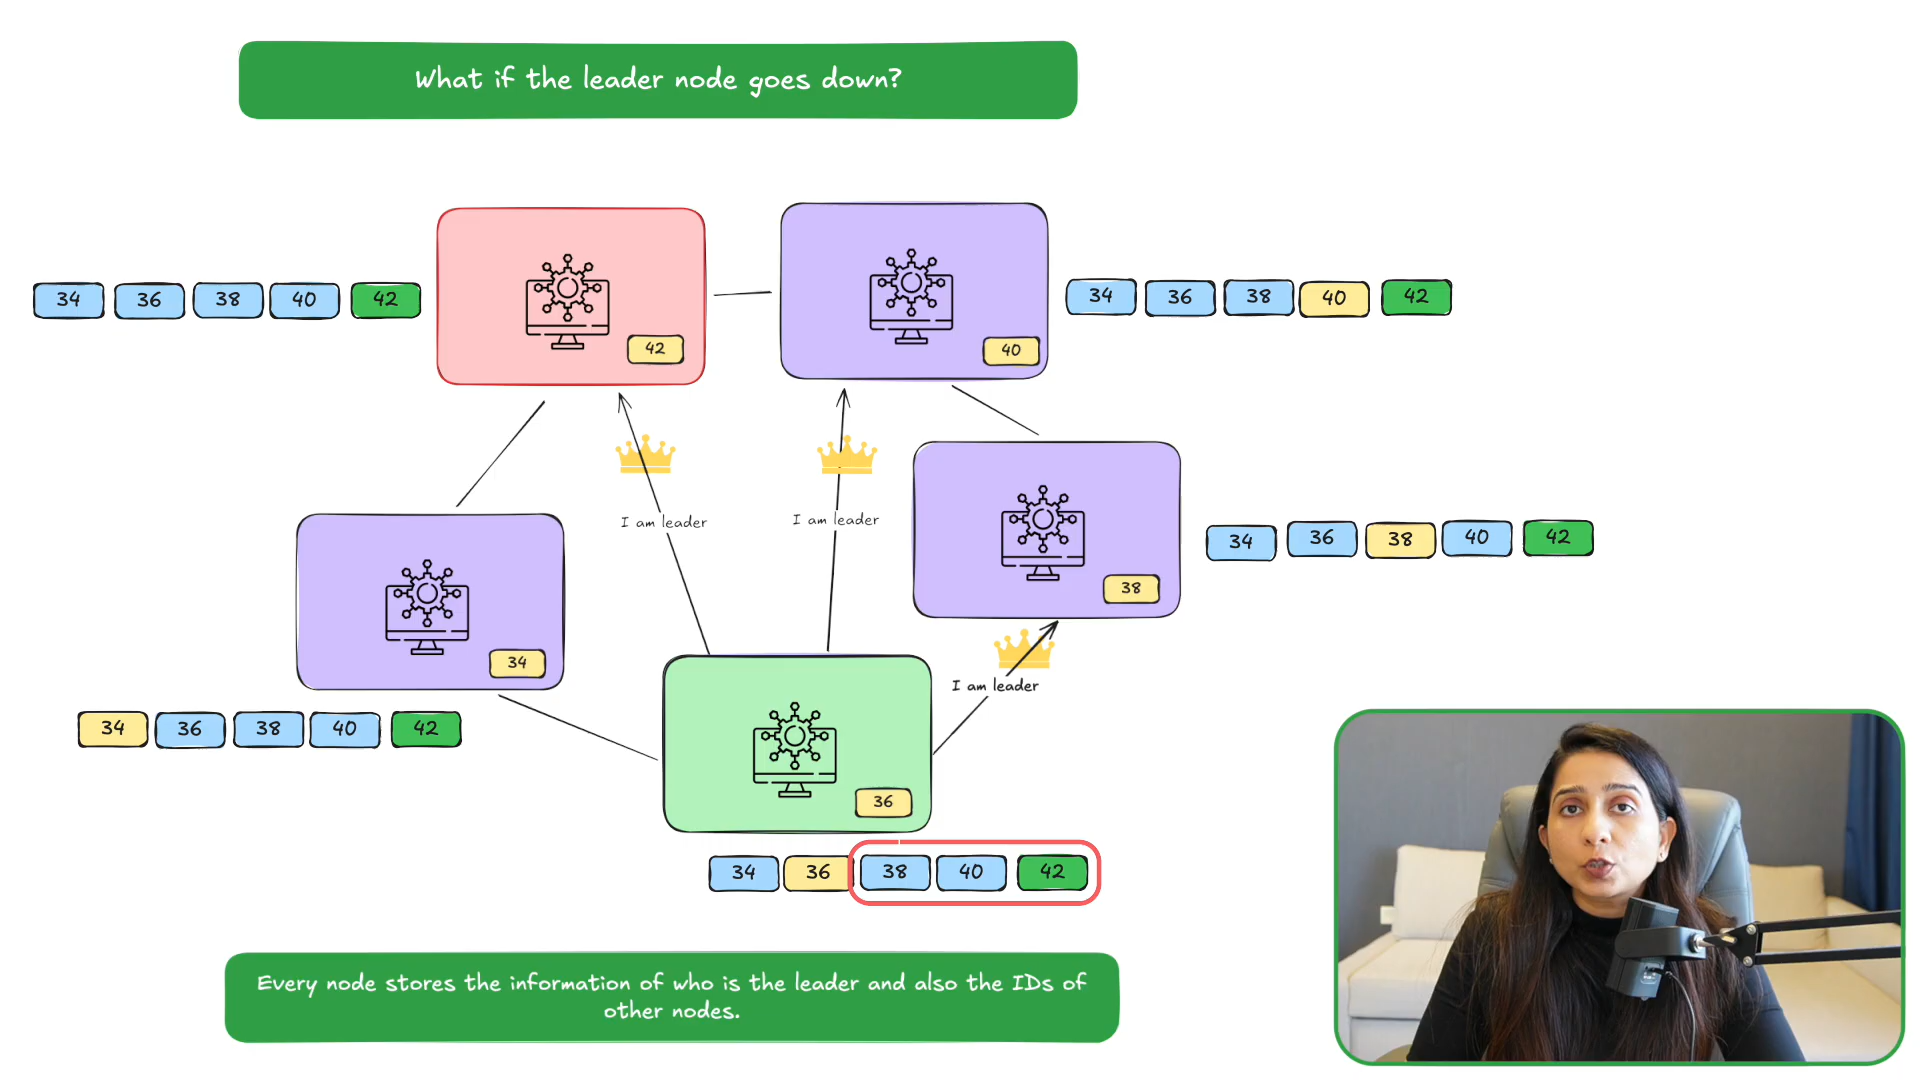 What if the leader node goes down?
34 36 38 40 42
42
40
34 36 38 40 42
I am leader
I am leader
38
34 36 38 40 42
34
I am leader
34 36 38 40 42
36
34 36 38 40 42
Every node stores the information of who is the leader and also the IDs of
other nodes.